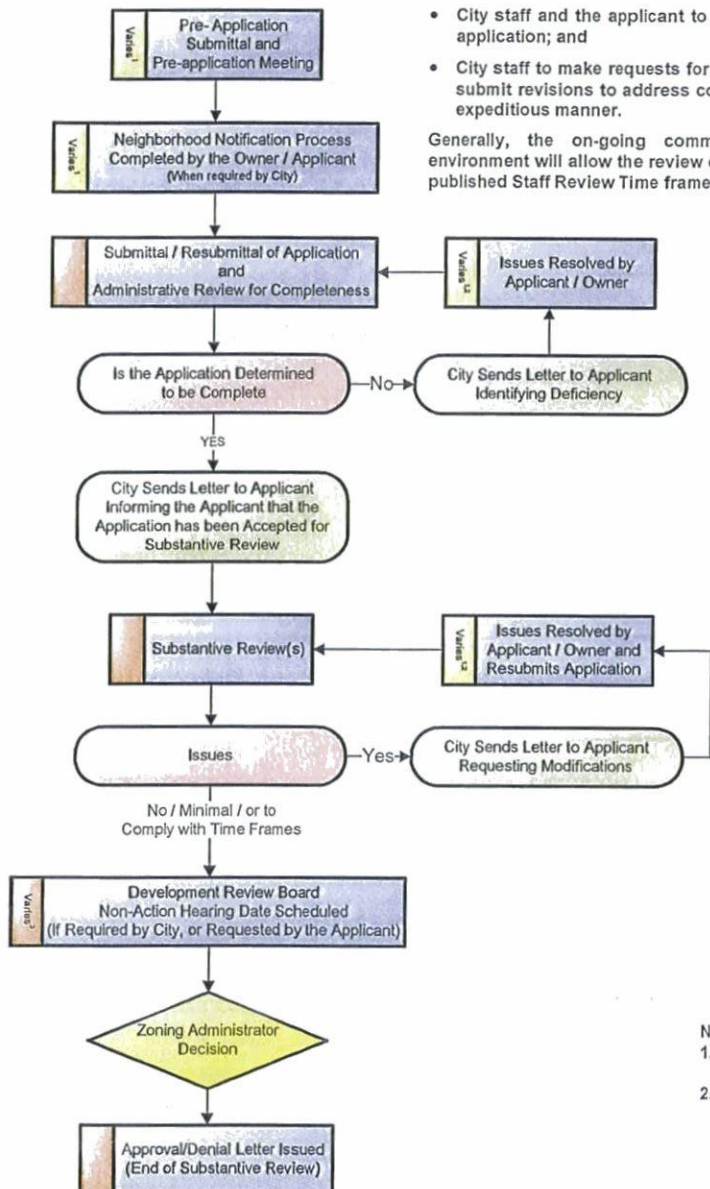 • City staff and the applicant to
application; and
• City staff to make requests for
submit revisions to address co
expeditious manner.
Generally, the on-going comm
environment will allow the review o
published Staff Review Time frame
Varies¹
Pre- Application
Submittal and
Pre-application Meeting
Varies¹
Neighborhood Notification Process
Completed by the Owner / Applicant
(When required by City)
Submittal / Resubmittal of Application
and
Administrative Review for Completeness
Varies
Issues Resolved by
Applicant / Owner
Is the Application Determined
to be Complete
No
City Sends Letter to Applicant
Identifying Deficiency
YES
City Sends Letter to Applicant
Informing the Applicant that the
Application has been Accepted for
Substantive Review
Substantive Review(s)
Varies
Issues Resolved by
Applicant / Owner and
Resubmits Application
Issues
Yes
City Sends Letter to Applicant
Requesting Modifications
No / Minimal / or to
Comply with Time Frames
Varies
Development Review Board
Non-Action Hearing Date Scheduled
(If Required by City, or Requested by the Applicant)
Zoning Administrator
Decision
Approval/Denial Letter Issued
(End of Substantive Review)
N
1.
2.